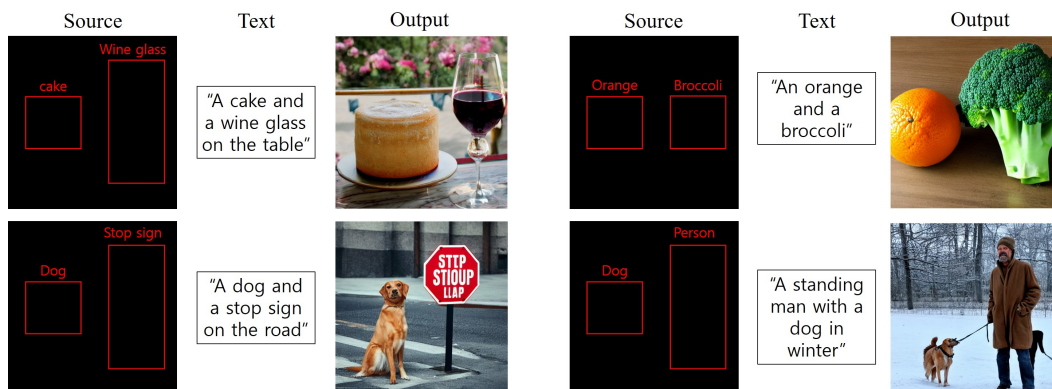 Source
Text
Output
Wine glass
cake
“A cake and
a wine glass
on the table”
Stop sign
Dog
“A dog and
a stop sign
on the road”
STTP
STIOUP
LLAP
Source
Text
Output
Orange
Broccoli
“An orange
and a
broccoli”
Person
Dog
“A standing
man with a
dog in
winter”